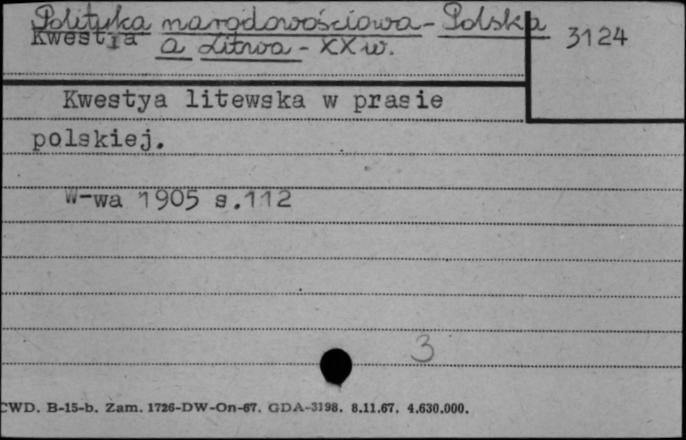 Polityka narodowościowa - Polska
Kwestia a Litwa - XX w.
3124
Kwestya litewska w prasie
polskiej.
W-wa 1905 s.112
3
CWD. B-15-b. Zam. 1726-DW-On-67. GDA-3198. 8.11.67. 4.630.000.